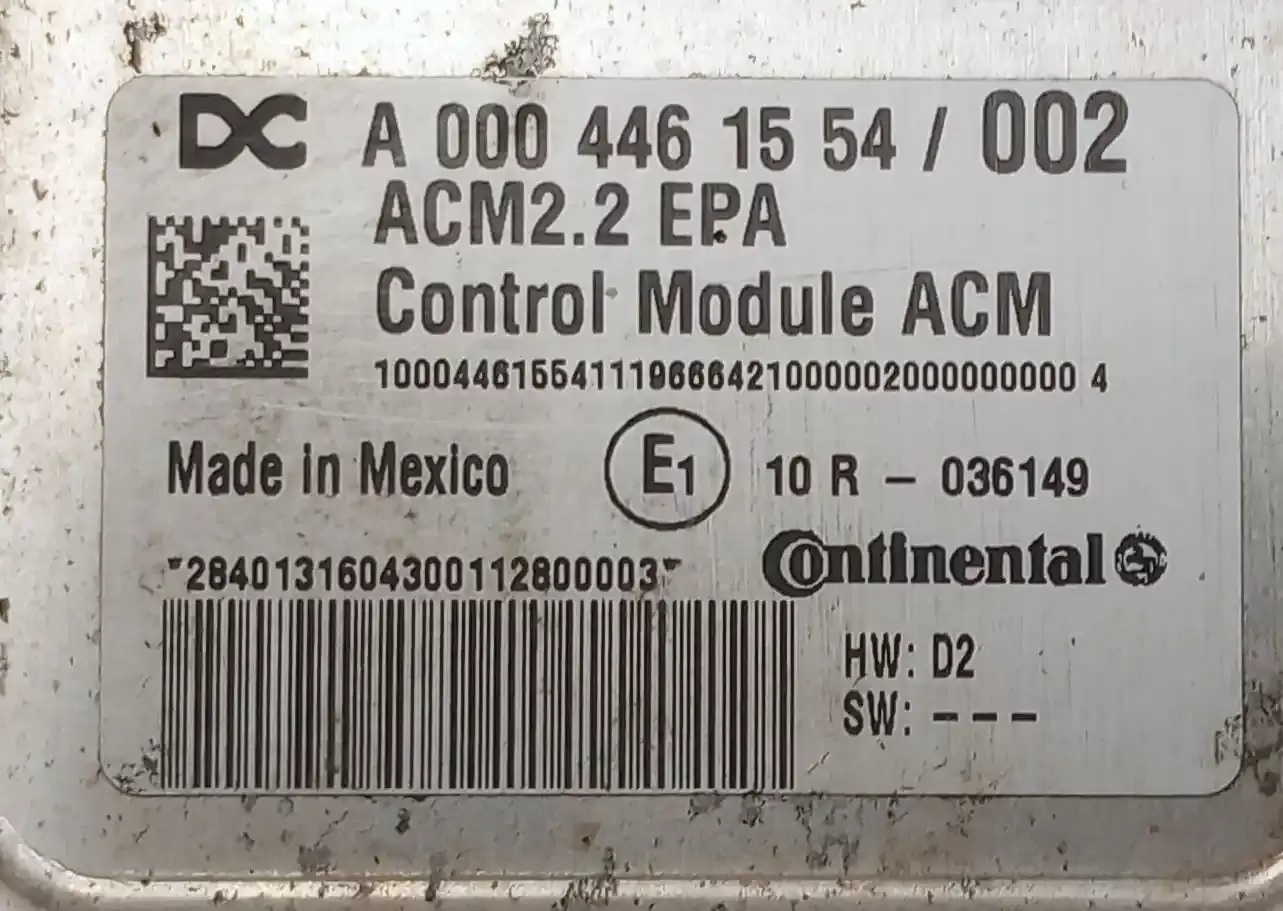 DC A 000 446 15 54 / 002
ACM2.2 EPA
Control Module ACM
10004461554111966642100000200000000 4
Made in Mexico E1 10 R - 036149
*2840131604300112800003*
Continental
HW: D2
SW: ---